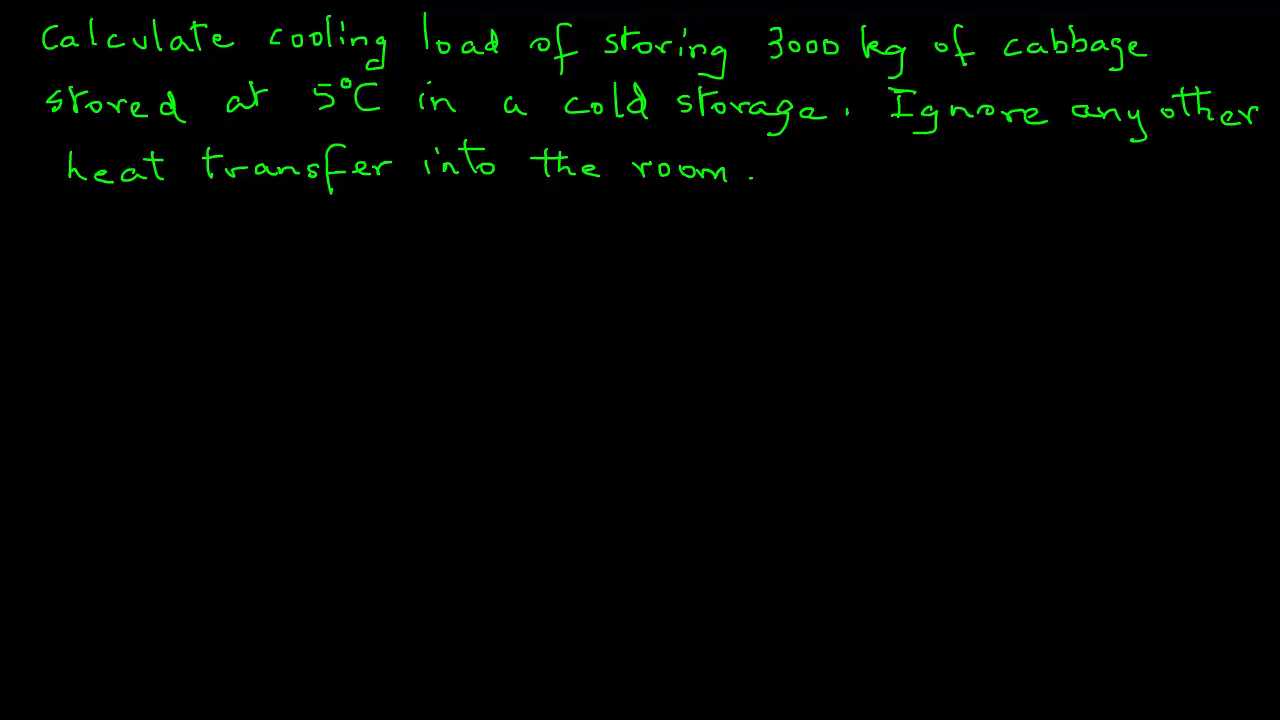 Calculate cooling load of storing 3000 kg of cabbage
stored at 5°C in a cold storage. Ignore any other
heat transfer into the room.